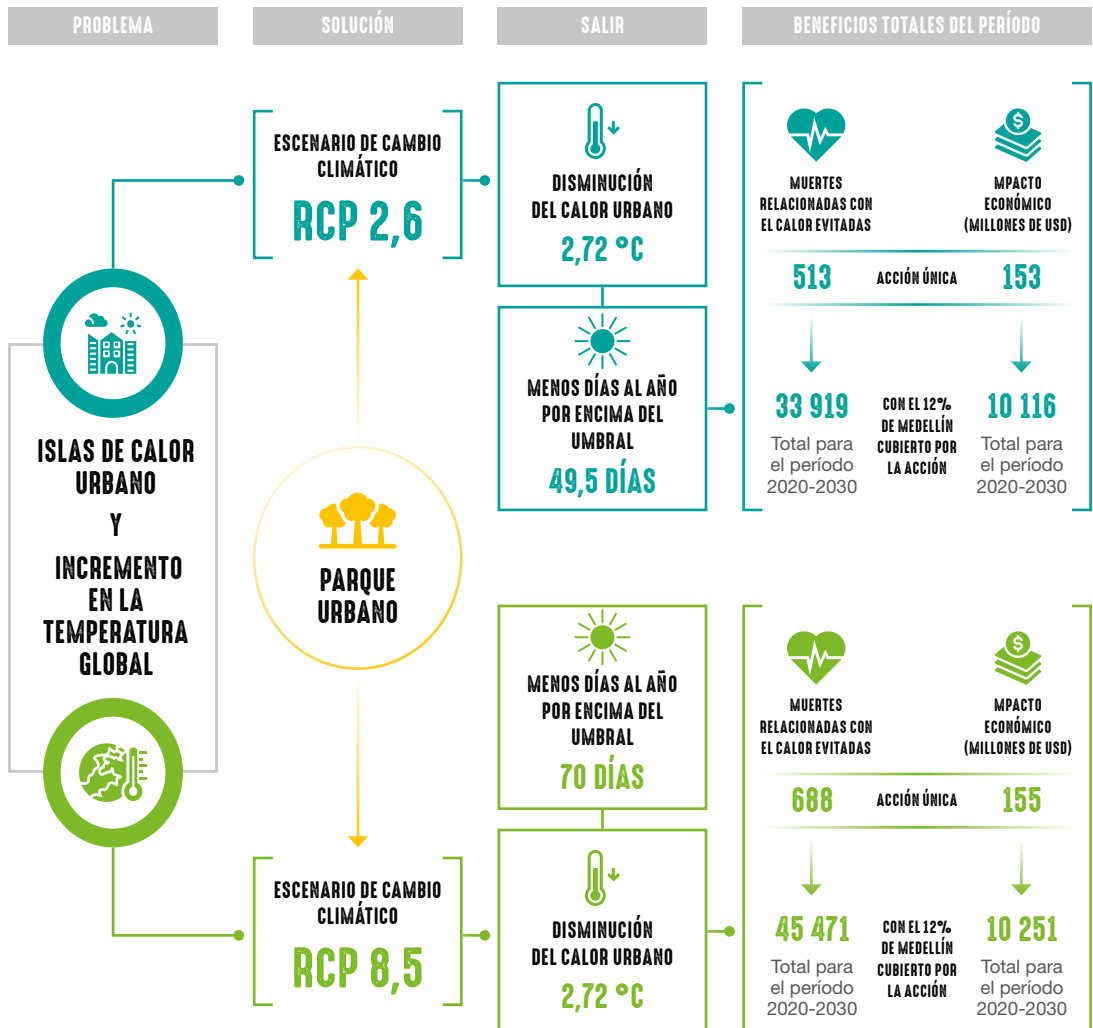 PROBLEMA
SOLUCIÓN
SALIR
BENEFICIOS TOTALES DEL PERÍODO
ISLAS DE CALOR
URBANO
Y
INCREMENTO
EN LA
TEMPERATURA
GLOBAL
ESCENARIO DE CAMBIO
CLIMÁTICO
RCP 2,6
PARQUE
URBANO
ESCENARIO DE CAMBIO
CLIMÁTICO
RCP 8,5
DISMINUCIÓN
DEL CALOR URBANO
2,72 °C
MENOS DÍAS AL AÑO
POR ENCIMA DEL
UMBRAL
49,5 DÍAS
MUERTES
RELACIONADAS CON
EL CALOR EVITADAS
MPACTO
ECONÓMICO
(MILLONES DE USD)
513
ACCIÓN ÚNICA
153
33 919
Total para
el período
2020-2030
CON EL 12%
DE MEDELLÍN
CUBIERTO POR
LA ACCIÓN
10 116
Total para
el período
2020-2030
MENOS DÍAS AL AÑO
POR ENCIMA DEL
UMBRAL
70 DÍAS
DISMINUCIÓN
DEL CALOR URBANO
2,72 °C
MUERTES
RELACIONADAS CON
EL CALOR EVITADAS
MPACTO
ECONÓMICO
(MILLONES DE USD)
688
ACCIÓN ÚNICA
155
45 471
Total para
el período
2020-2030
CON EL 12%
DE MEDELLÍN
CUBIERTO POR
LA ACCIÓN
10 251
Total para
el período
2020-2030